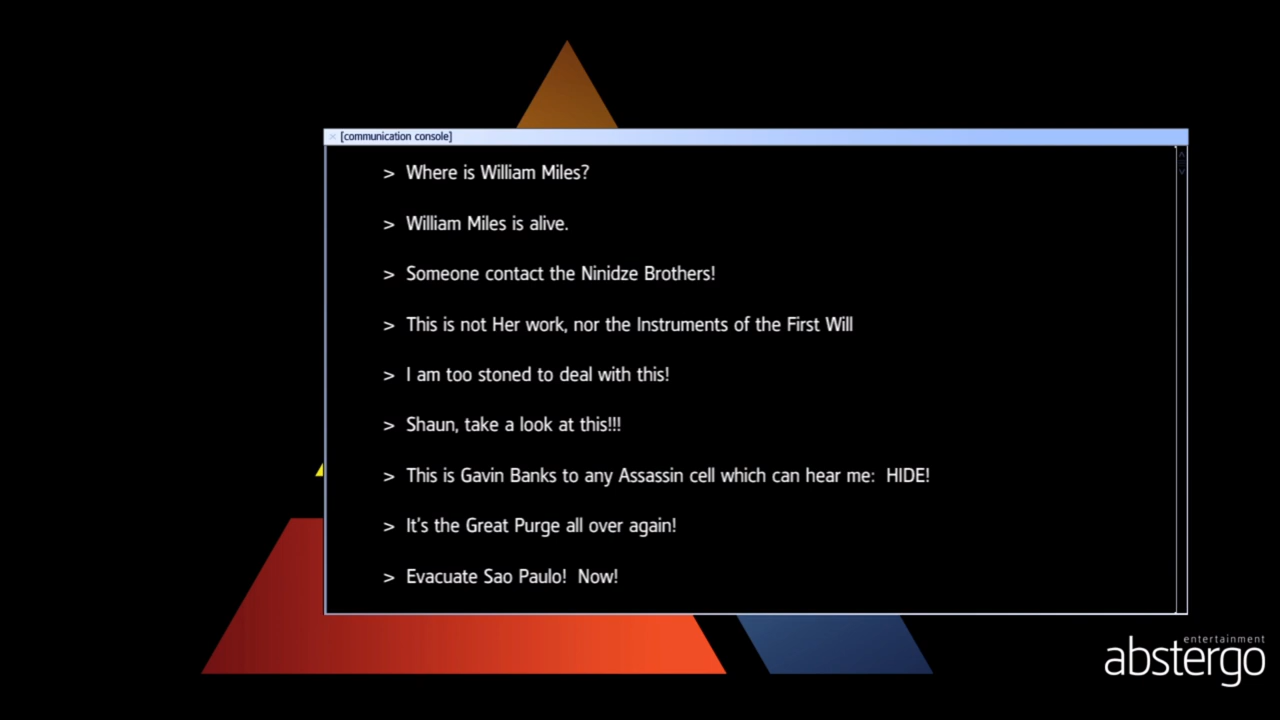 [communication console]
> Where is William Miles?
> William Miles is alive.
> Someone contact the Ninidze Brothers!
> This is not Her work, nor the Instruments of the First Will
> I am too stoned to deal with this!
> Shaun, take a look at this!!!
> This is Gavin Banks to any Assassin cell which can hear me:  HIDE!
> It's the Great Purge all over again!
> Evacuate Sao Paulo!  Now!
entertainment
abstergo